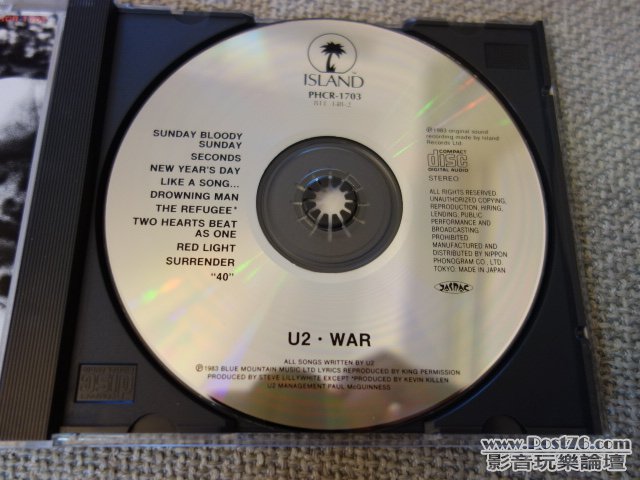 ISLAND
PHCR-1703
SUNDAY BLOODY
SUNDAY
SECONDS
NEW YEAR'S DAY
LIKE A SONG...
DROWNING MAN
THE REFUGEE*
TWO HEARTS BEAT
AS ONE
RED LIGHT
SURRENDER
"40"
℗1983 original sound
recording made by Island
Records Ltd.
COMPACT
disc
DIGITAL AUDIO
STEREO
ALL RIGHTS RESERVED
UNAUTHORIZED COPYING,
REPRODUCTION, HIRING,
LENDING, PUBLIC
PERFORMANCE AND
BROADCASTING
PROHIBITED
MANUFACTURED AND
DISTRIBUTED BY NIPPON
PHONOGRAM CO., LTD.
TOKYO: MADE IN JAPAN
JASRAC
U2・WAR
ALL SONGS WRITTEN BY U2
℗1983 BLUE MOUNTAIN MUSIC LTD LYRICS REPRODUCED BY KING PERMISSION
PRODUCED BY STEVE LILLYWHITE EXCEPT *PRODUCED BY KEVIN KILLEN
U2 MANAGEMENT PAUL McGUINNESS
www.Post76.com
影音玩樂論壇